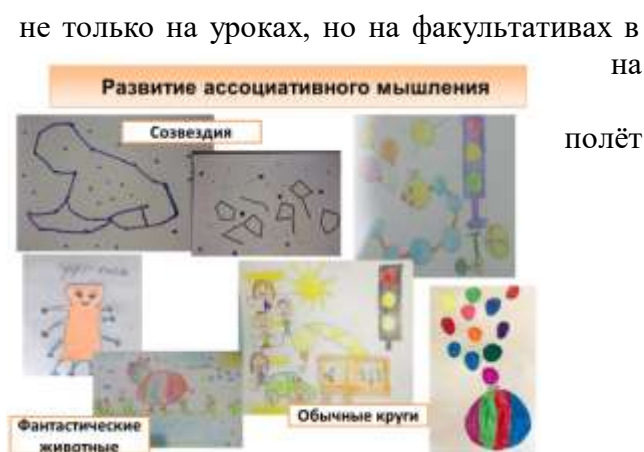 не только на уроках, но на факультативах в
на
Развитие ассоциативного мышления
Созвездия
полёт
Обычные круги
Фантастические
животные